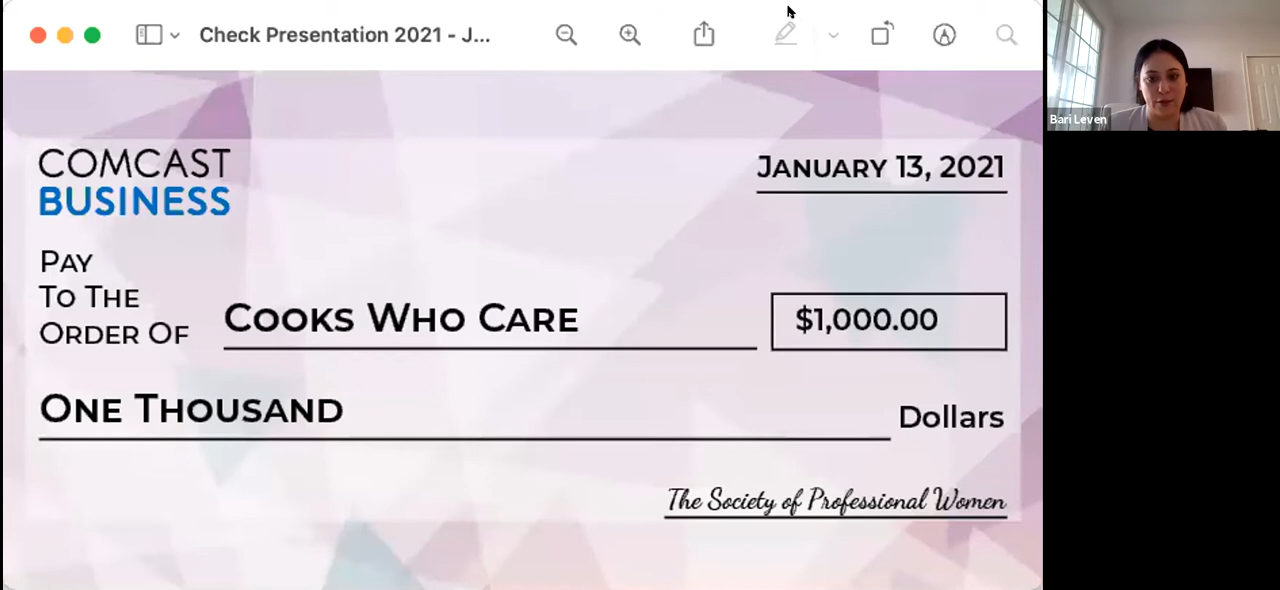 Check Presentation 2021 - J...
Bari Leven
COMCAST
BUSINESS
JANUARY 13, 2021
PAY
TO THE
ORDER OF
COOKS WHO CARE
$1,000.00
ONE THOUSAND
Dollars
The Society of Professional Women